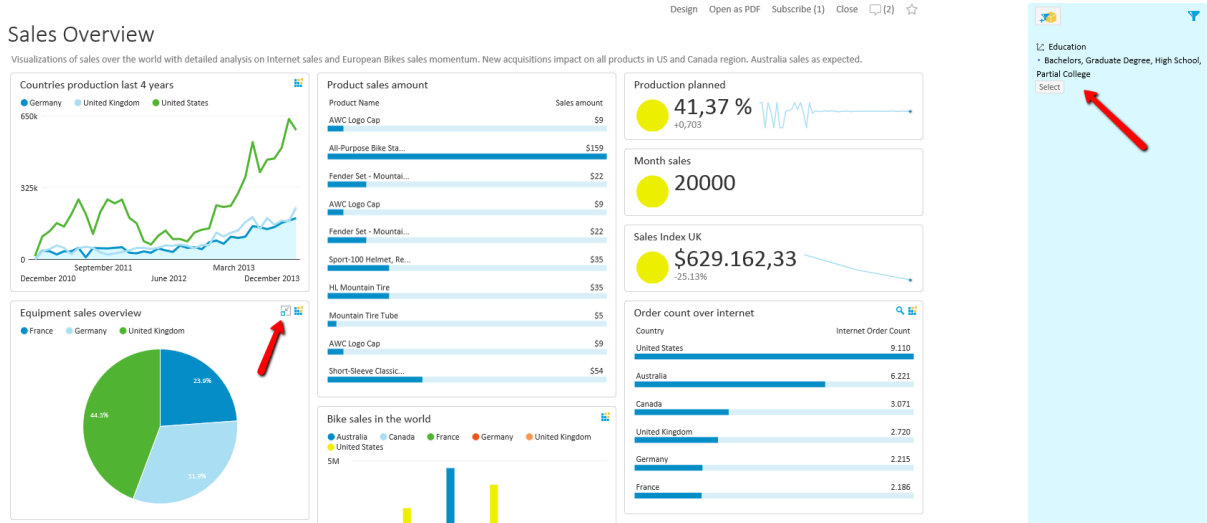 Design Open as PDF Subscribe (1) Close (2)
Sales Overview
Visualizations of sales over the world with detailed analysis on Internet sales and European Bikes sales momentum. New acquisitions impact on all products in US and Canada region. Australia sales as expected.
Countries production last 4 years
Germany United Kingdom United States
650k
325k
0
September 2011 March 2013
December 2010 June 2012 December 2013
Equipment sales overview
France Germany United Kingdom
23.9%
44.3%
31.8%
Product sales amount
Product Name Sales amount
AWC Logo Cap $9
All-Purpose Bike Sta... $159
Fender Set - Mountai... $22
AWC Logo Cap $9
Fender Set - Mountai... $22
Sport-100 Helmet, Re... $35
HL Mountain Tire $35
Mountain Tire Tube $5
AWC Logo Cap $9
Short-Sleeve Classic... $54
Bike sales in the world
Australia Canada France Germany United Kingdom
United States
5M
Production planned
41,37 %
+0,703
Month sales
20000
Sales Index UK
$629.162,33
-25.13%
Order count over internet
Country Internet Order Count
United States 9.110
Australia 6.221
Canada 3.071
United Kingdom 2.720
Germany 2.215
France 2.186
Education
Bachelors, Graduate Degree, High School,
Partial College
Select